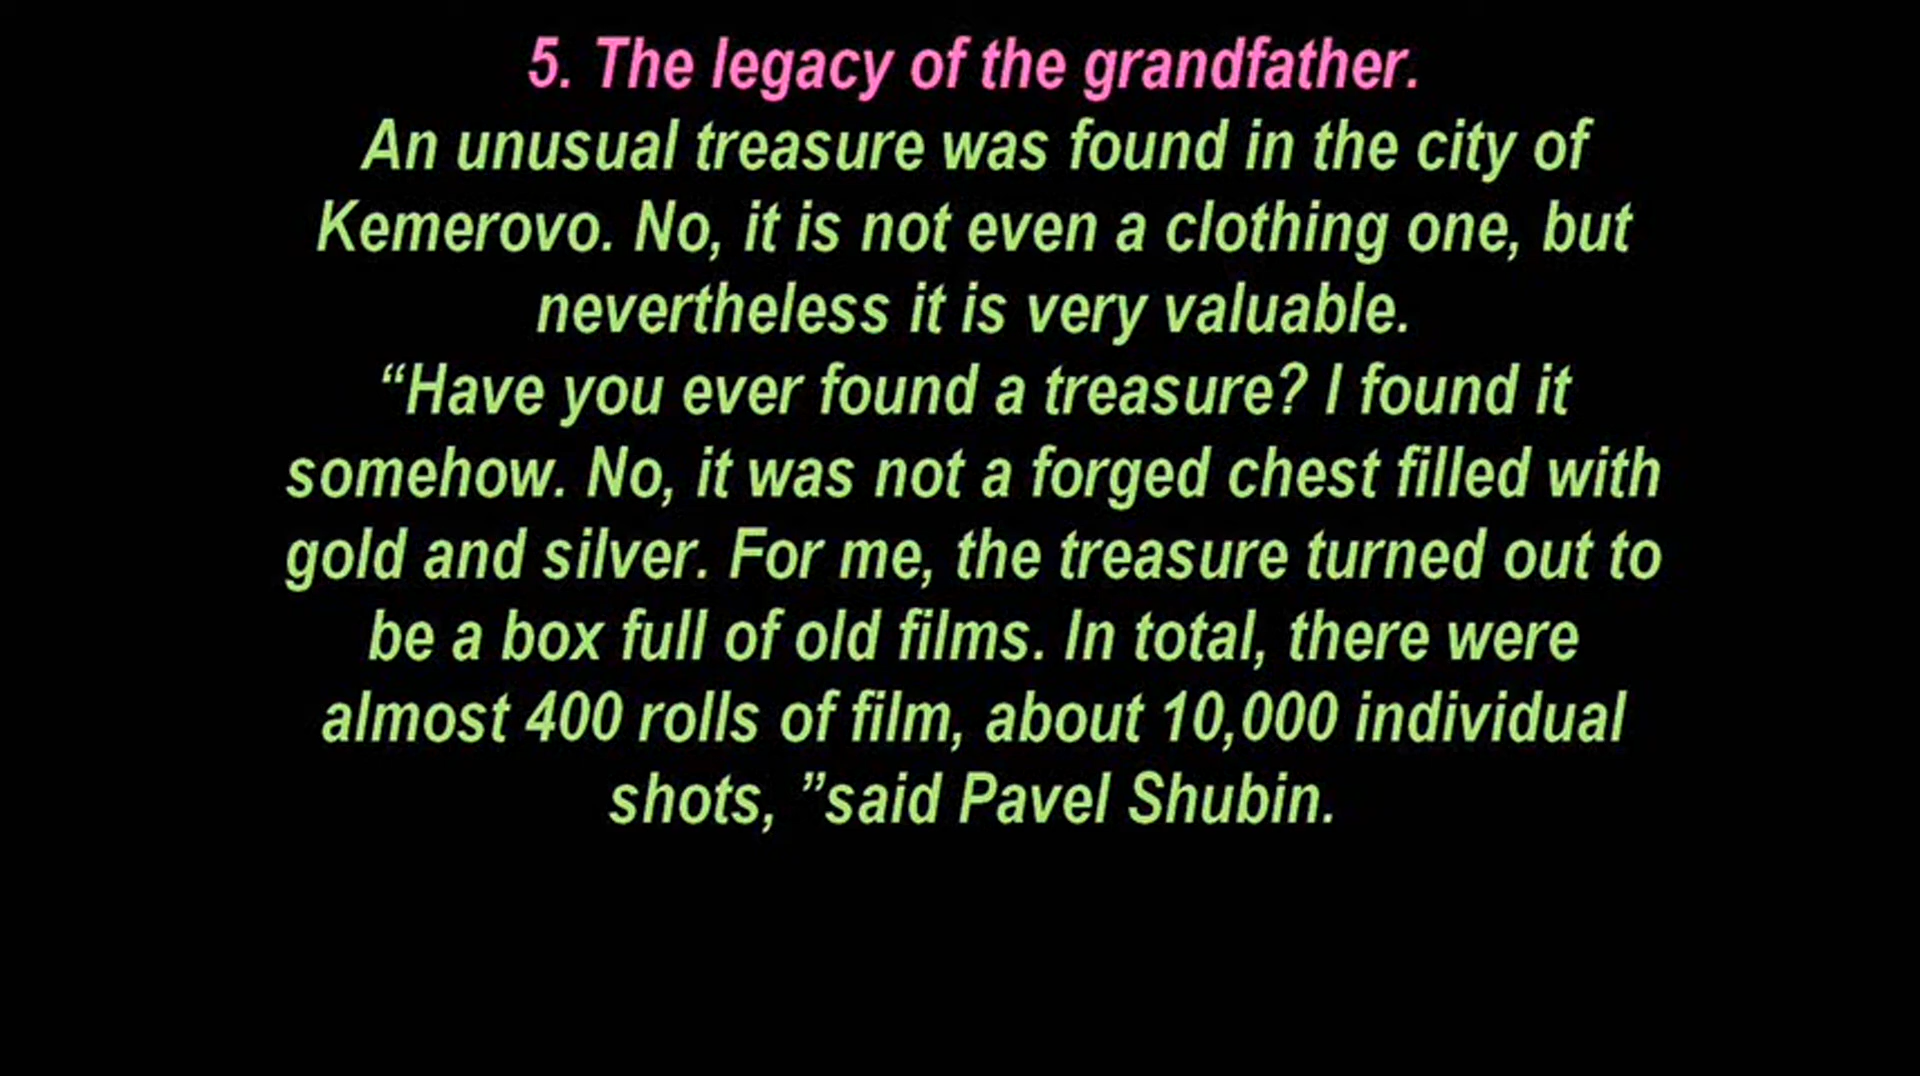 5. The legacy of the grandfather.
An unusual treasure was found in the city of
Kemerovo. No, it is not even a clothing one, but
nevertheless it is very valuable.
“Have you ever found a treasure? I found it
somehow. No, it was not a forged chest filled with
gold and silver. For me, the treasure turned out to
be a box full of old films. In total, there were
almost 400 rolls of film, about 10,000 individual
shots, ”said Pavel Shubin.